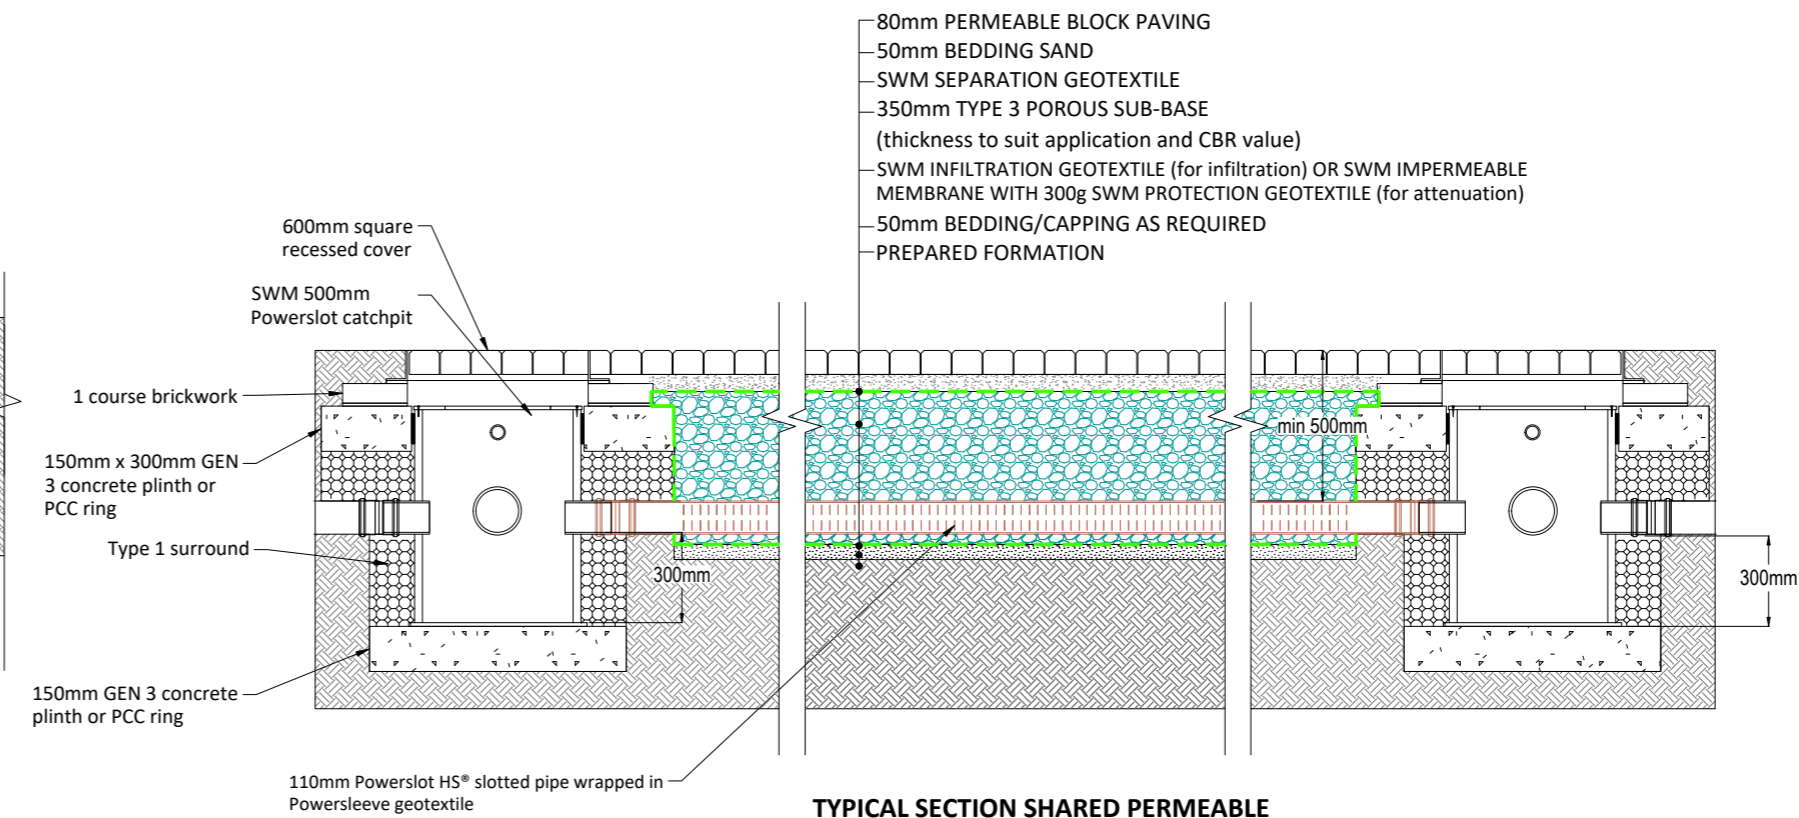 80mm PERMEABLE BLOCK PAVING
50mm BEDDING SAND
SWM SEPARATION GEOTEXTILE
350mm TYPE 3 POROUS SUB-BASE
(thickness to suit application and CBR value)
SWM INFILTRATION GEOTEXTILE (for infiltration) OR SWM IMPERMEABLE
MEMBRANE WITH 300g SWM PROTECTION GEOTEXTILE (for attenuation)
50mm BEDDING/CAPPING AS REQUIRED
PREPARED FORMATION
600mm square
recessed cover
SWM 500mm
Powerslot catchpit
1 course brickwork
150mm x 300mm GEN
3 concrete plinth or
PCC ring
Type 1 surround
150mm GEN 3 concrete
plinth or PCC ring
min 500mm
300mm
300mm
110mm Powerslot HS® slotted pipe wrapped in
Powersleeve geotextile
TYPICAL SECTION SHARED PERMEABLE